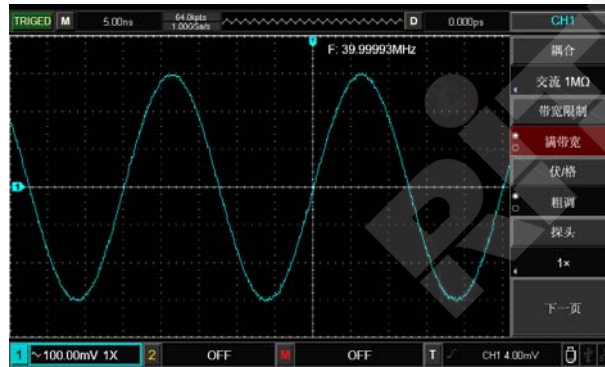 TRIGED M 5.00ns 64.0kpts D 0.000ps CH1
1.00GSa/s
F: 39.99993MHz
耦合
交流 1MΩ
带宽限制
满带宽
伏/格
粗调
探头
1×
下一页
1
1 ~100.00mV 1X 2 OFF M OFF T CH1 4.00mV